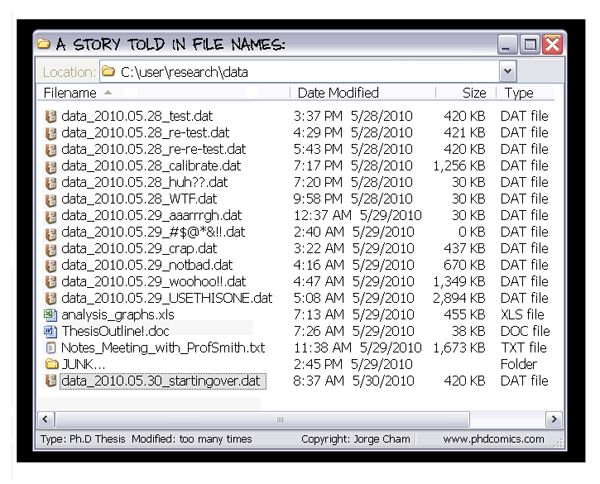 A STORY TOLD IN FILE NAMES:
Location: C:\user\research\data
Filename Date Modified Size Type
data_2010.05.28_test.dat 3:37 PM 5/28/2010 420 KB DAT file
data_2010.05.28_re-test.dat 4:29 PM 5/28/2010 421 KB DAT file
data_2010.05.28_re-re-test.dat 5:43 PM 5/28/2010 420 KB DAT file
data_2010.05.28_calibrate.dat 7:17 PM 5/28/2010 1,256 KB DAT file
data_2010.05.28_huh??.dat 7:20 PM 5/28/2010 30 KB DAT file
data_2010.05.28_WTF.dat 9:58 PM 5/28/2010 30 KB DAT file
data_2010.05.29_aaarrrgh.dat 12:37 AM 5/29/2010 30 KB DAT file
data_2010.05.29_#$@*&!!.dat 2:40 AM 5/29/2010 0 KB DAT file
data_2010.05.29_crap.dat 3:22 AM 5/29/2010 437 KB DAT file
data_2010.05.29_notbad.dat 4:16 AM 5/29/2010 670 KB DAT file
data_2010.05.29_woohoo!!.dat 4:47 AM 5/29/2010 1,349 KB DAT file
data_2010.05.29_USETHISONE.dat 5:08 AM 5/29/2010 2,894 KB DAT file
analysis_graphs.xls 7:13 AM 5/29/2010 455 KB XLS file
ThesisOutline!.doc 7:26 AM 5/29/2010 38 KB DOC file
Notes_Meeting_with_ProfSmith.txt 11:38 AM 5/29/2010 1,673 KB TXT file
JUNK... 2:45 PM 5/29/2010 Folder
data_2010.05.30_startingover.dat 8:37 AM 5/30/2010 420 KB DAT file
Type: Ph.D Thesis Modified: too many times Copyright: Jorge Cham www.phdcomics.com